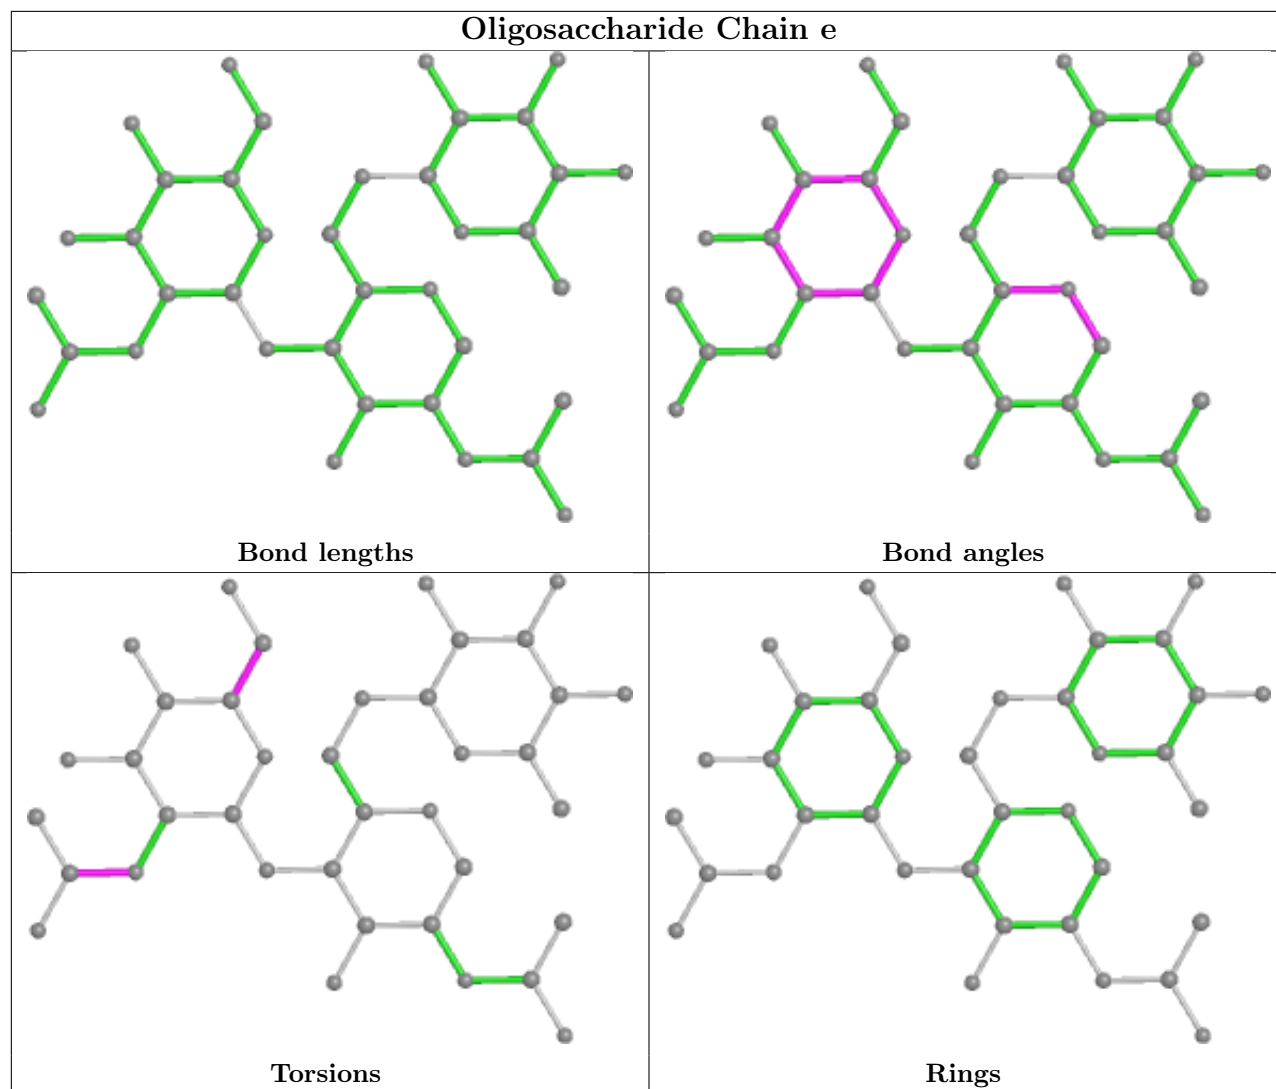 Oligosaccharide Chain e
Bond lengths
Bond angles
Torsions
Rings